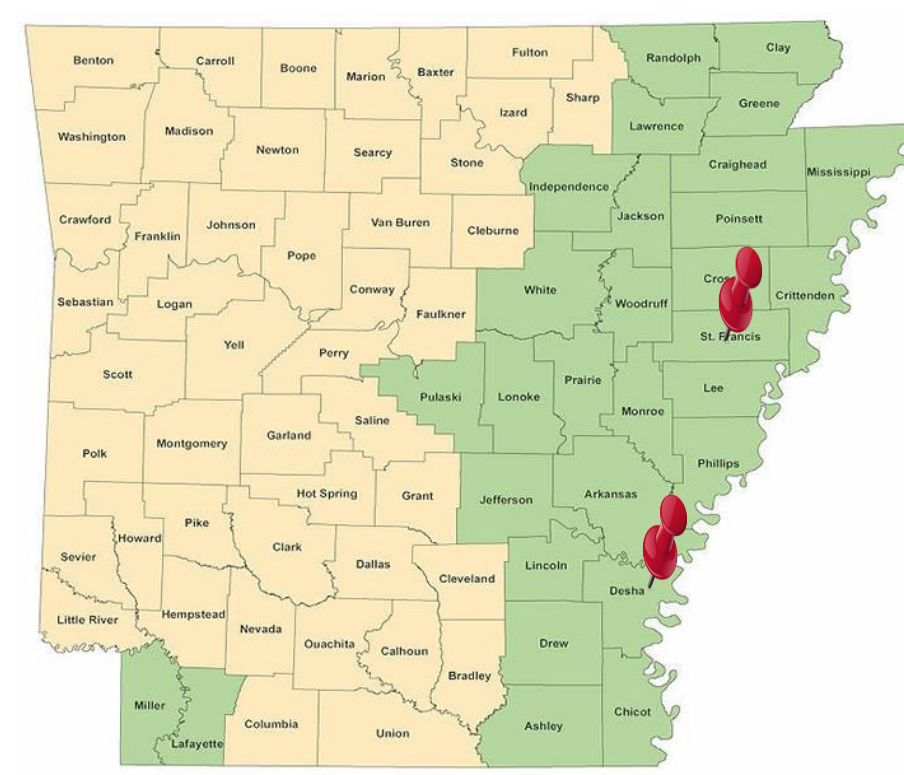 Benton
Carroll
Boone
Marion
Baxter
Fulton
Sharp
Izard
Randolph
Clay
Greene
Lawrence
Washington
Madison
Newton
Searcy
Stone
Independence
Jackson
Craighead
Mississippi
Poinsett
Crawford
Franklin
Johnson
Pope
Van Buren
Cleburne
Sebastian
Logan
Conway
Faulkner
White
Woodruff
Cros
Crittenden
St. Francis
Yell
Perry
Scott
Pulaski
Lonoke
Prairie
Monroe
Lee
Phillips
Polk
Montgomery
Garland
Saline
Hot Spring
Grant
Jefferson
Arkansas
Sevier
Howard
Pike
Clark
Dallas
Cleveland
Lincoln
Desha
Little River
Hempstead
Nevada
Ouachita
Calhoun
Bradley
Drew
Miller
Lafayette
Columbia
Union
Ashley
Chicot